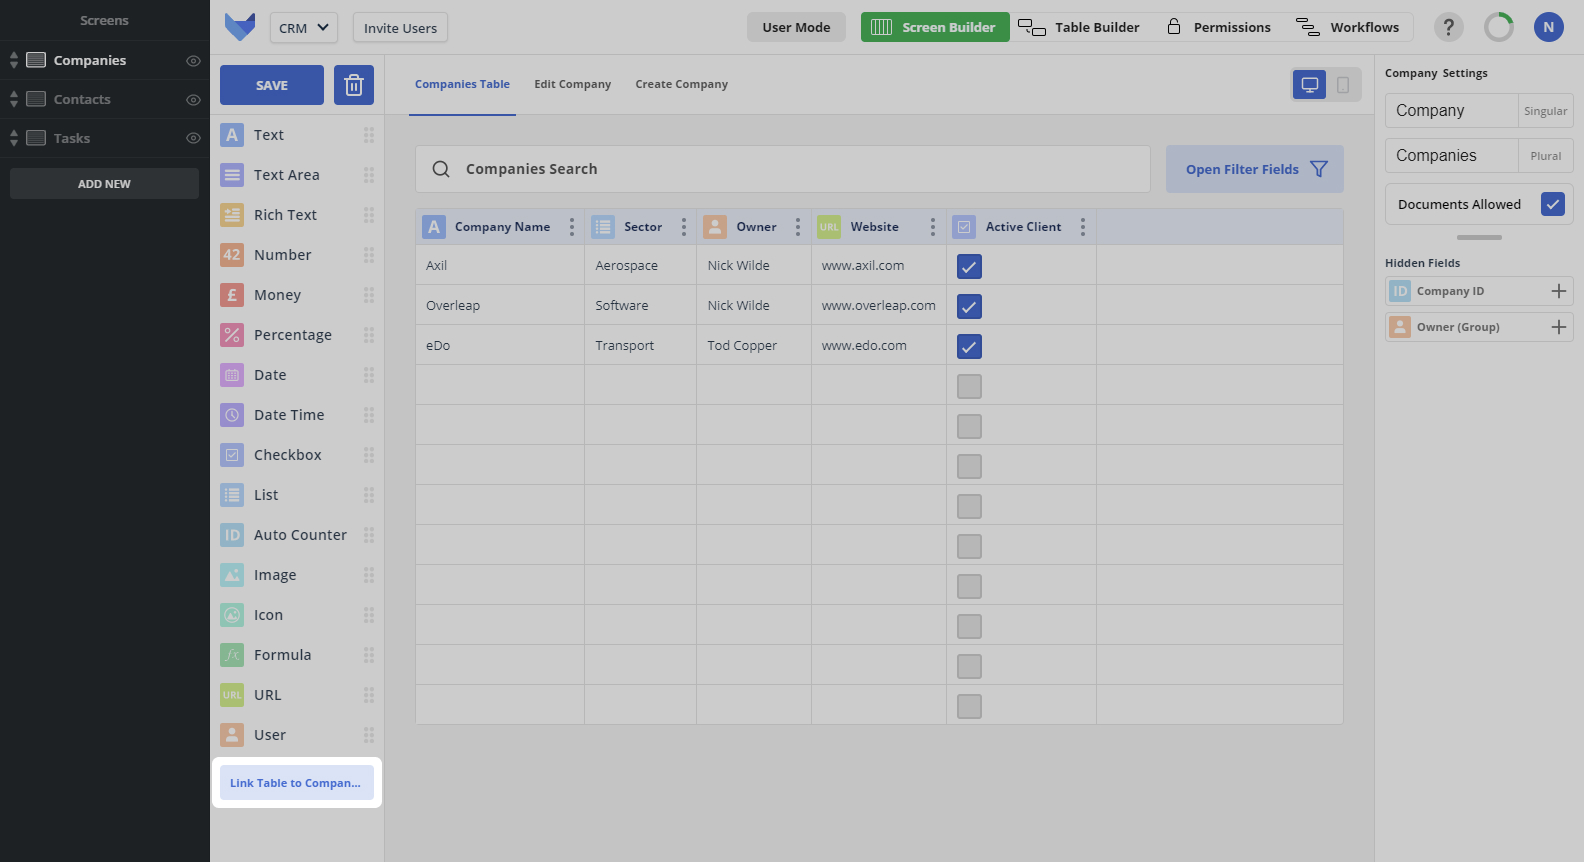 Screens
Companies
Contacts
Tasks
ADD NEW
CRM
Invite Users
User Mode
Screen Builder
Table Builder
Permissions
Workflows
?
N
SAVE
A Text
Text Area
Rich Text
42 Number
£ Money
Percentage
Date
Date Time
Checkbox
List
ID Auto Counter
Image
Icon
fx Formula
URL URL
User
Link Table to Compan...
Companies Table
Edit Company
Create Company
Companies Search
Open Filter Fields
A Company Name Sector Owner URL Website Active Client
Axil Aerospace Nick Wilde www.axil.com
Overleap Software Nick Wilde www.overleap.com
eDo Transport Tod Copper www.edo.com
Company Settings
Company Singular
Companies Plural
Documents Allowed
Hidden Fields
ID Company ID
Owner (Group)